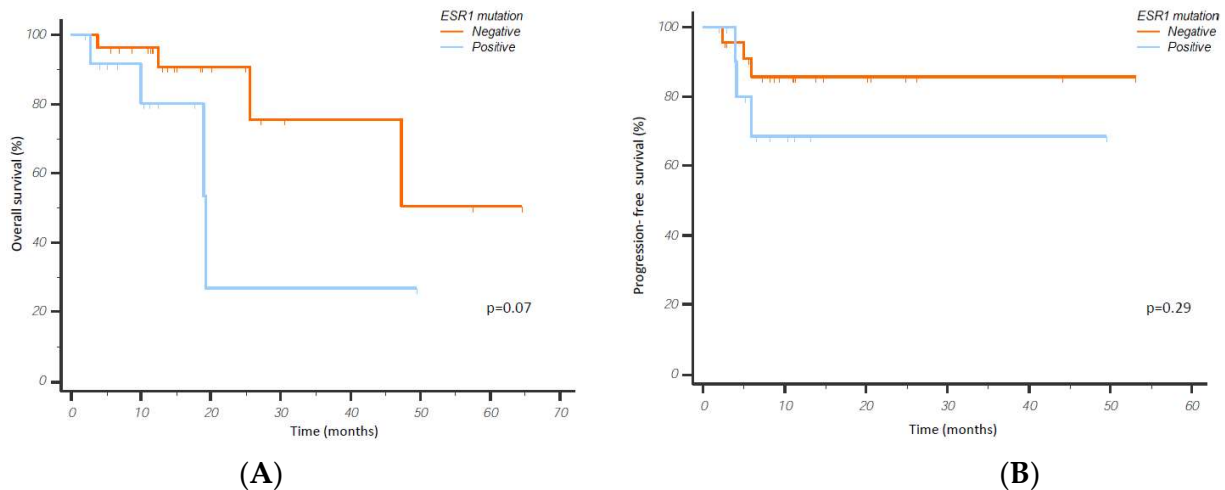 ESR1 mutation
Negative
Positive
100
80
60
40
20
0
Overall survival (%)
p=0.07
0 10 20 30 40 50 60 70
Time (months)
(A)
ESR1 mutation
Negative
Positive
100
80
60
40
20
0
Progression- free survival (%)
p=0.29
0 10 20 30 40 50 60
Time (months)
(B)